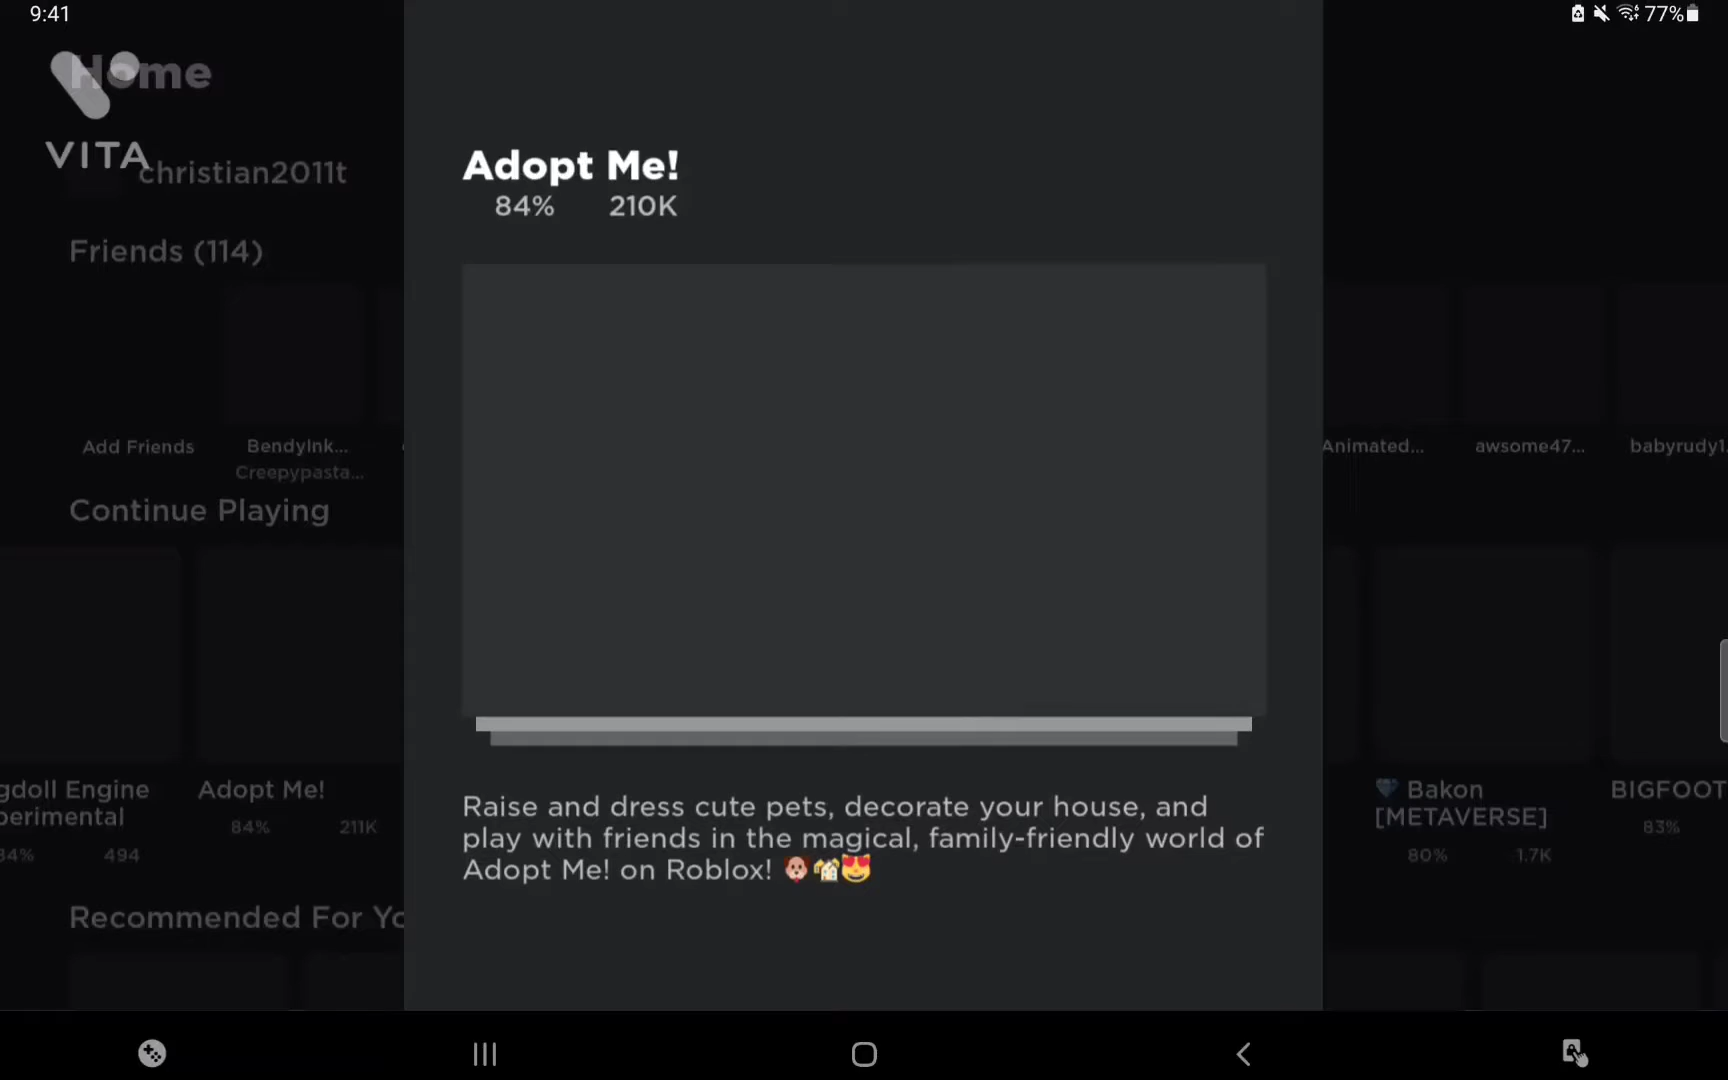 9:41
77%
Home
VITA
christian2011t
Friends (114)
Add Friends
BendyInk...
Creepypasta...
Animated...
awsome47...
babyrudy1
Continue Playing
gdoll Engine
perimental
84% 494
Adopt Me!
84% 211K
Bakon
[METAVERSE]
80% 1.7K
BIGFOOT
83%
Recommended For Yo
Adopt Me!
84% 210K
Raise and dress cute pets, decorate your house, and
play with friends in the magical, family-friendly world of
Adopt Me! on Roblox! 🐶🏠😻